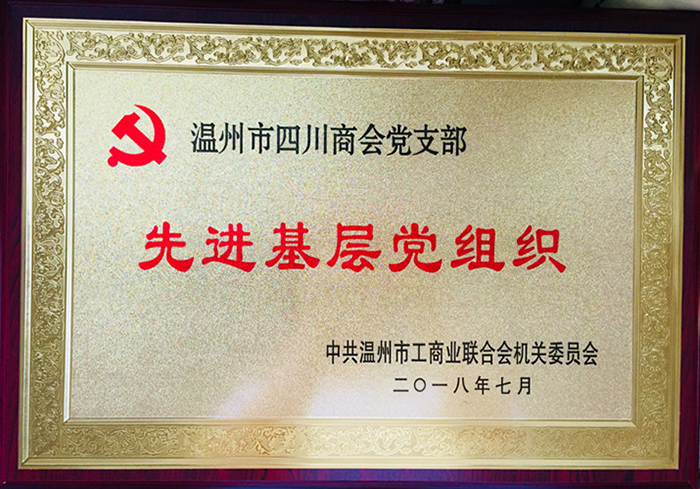 温州市四川商会党支部
先进基层党组织
中共温州市工商业联合会机关委员会
二〇一八年七月